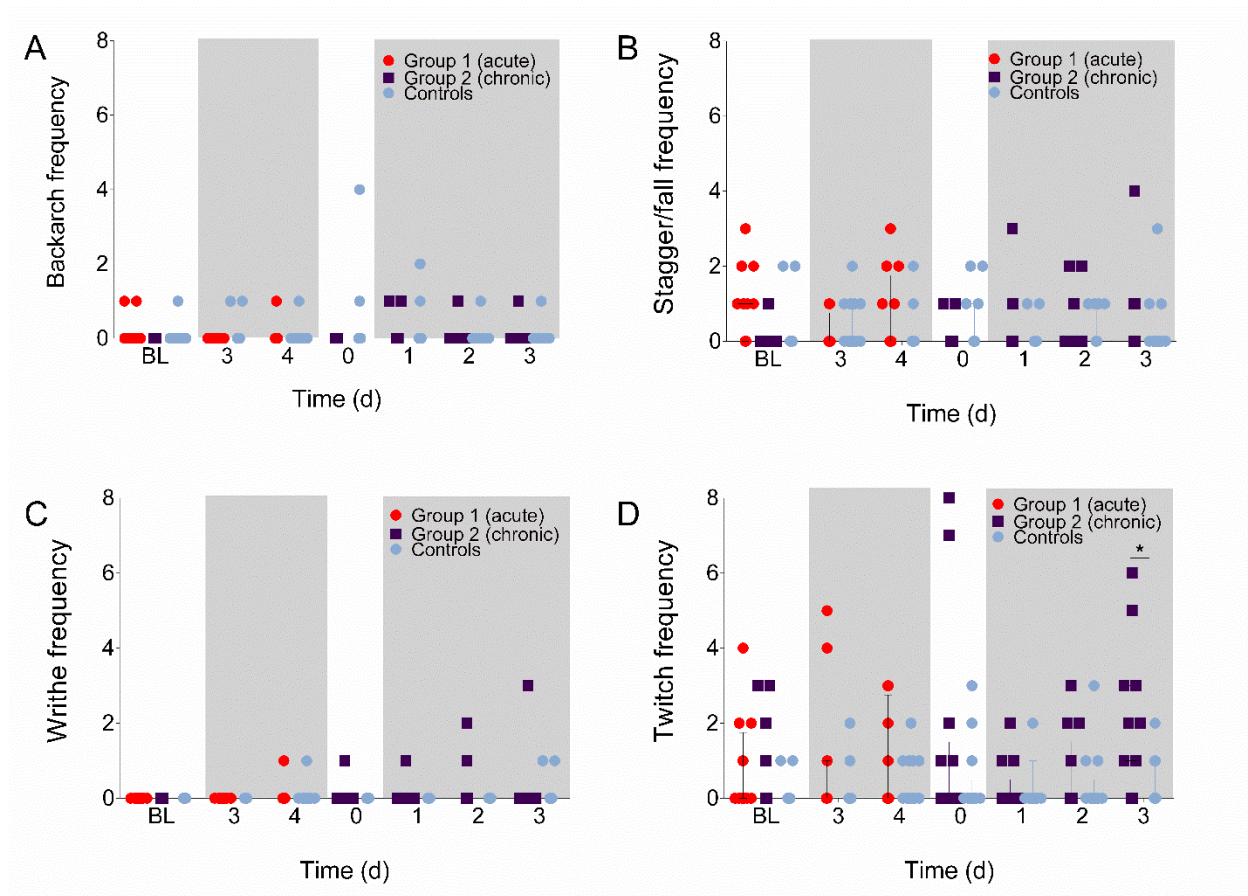 A
Backarch frequency
8
6
4
2
0
Group 1 (acute)
Group 2 (chronic)
Controls
BL 3 4 0 1 2 3
Time (d)
B
Stagger/fall frequency
8
6
4
2
0
Group 1 (acute)
Group 2 (chronic)
Controls
BL 3 4 0 1 2 3
Time (d)
C
Writhe frequency
8
6
4
2
0
Group 1 (acute)
Group 2 (chronic)
Controls
BL 3 4 0 1 2 3
Time (d)
D
Twitch frequency
8
6
4
2
0
Group 1 (acute)
Group 2 (chronic)
Controls
*
BL 3 4 0 1 2 3
Time (d)